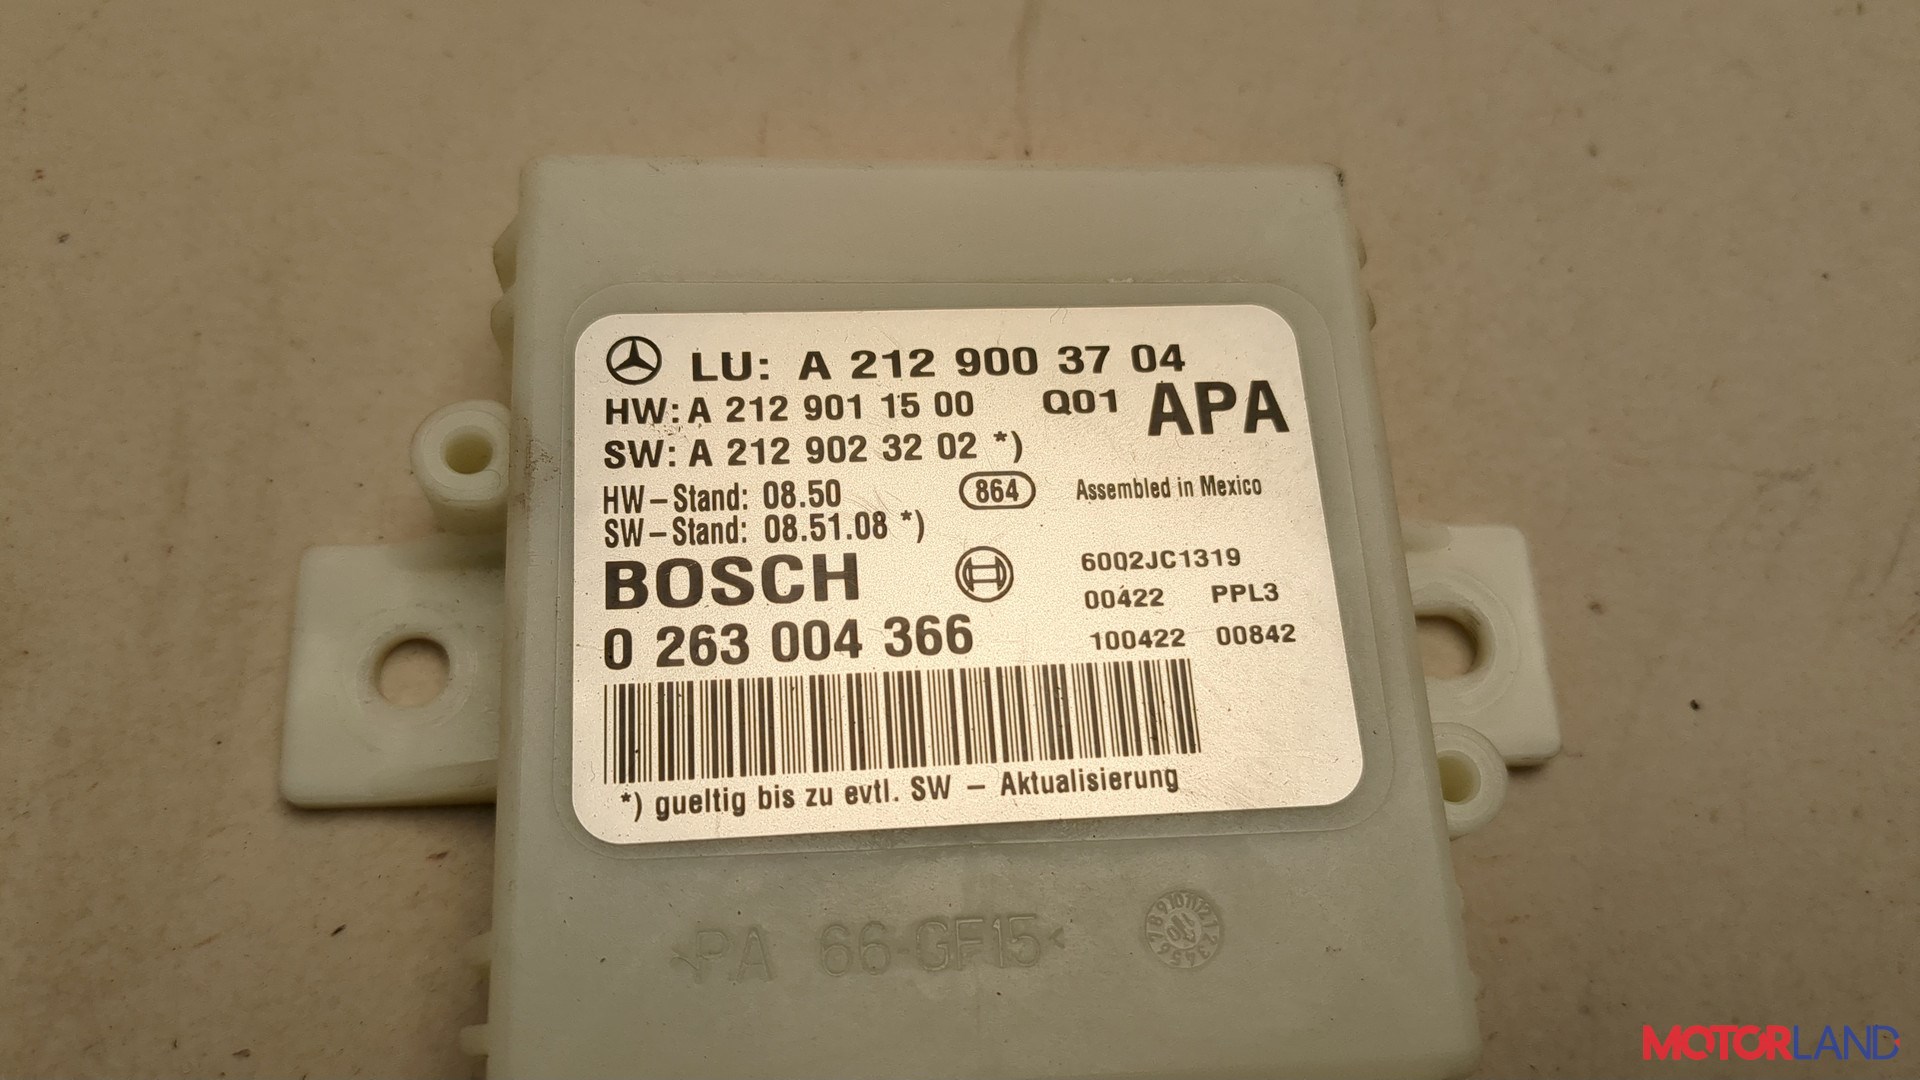 LU: A 212 900 37 04
HW: A 212 901 15 00 Q01 APA
SW: A 212 902 32 02 *)
HW-Stand: 08.50 864 Assembled in Mexico
SW-Stand: 08.51.08 *)
BOSCH 6002JC1319
00422 PPL3
0 263 004 366 100422 00842
*) gueltig bis zu evtl. SW - Aktualisierung
>PA 66-GF15<
MOTORLAND